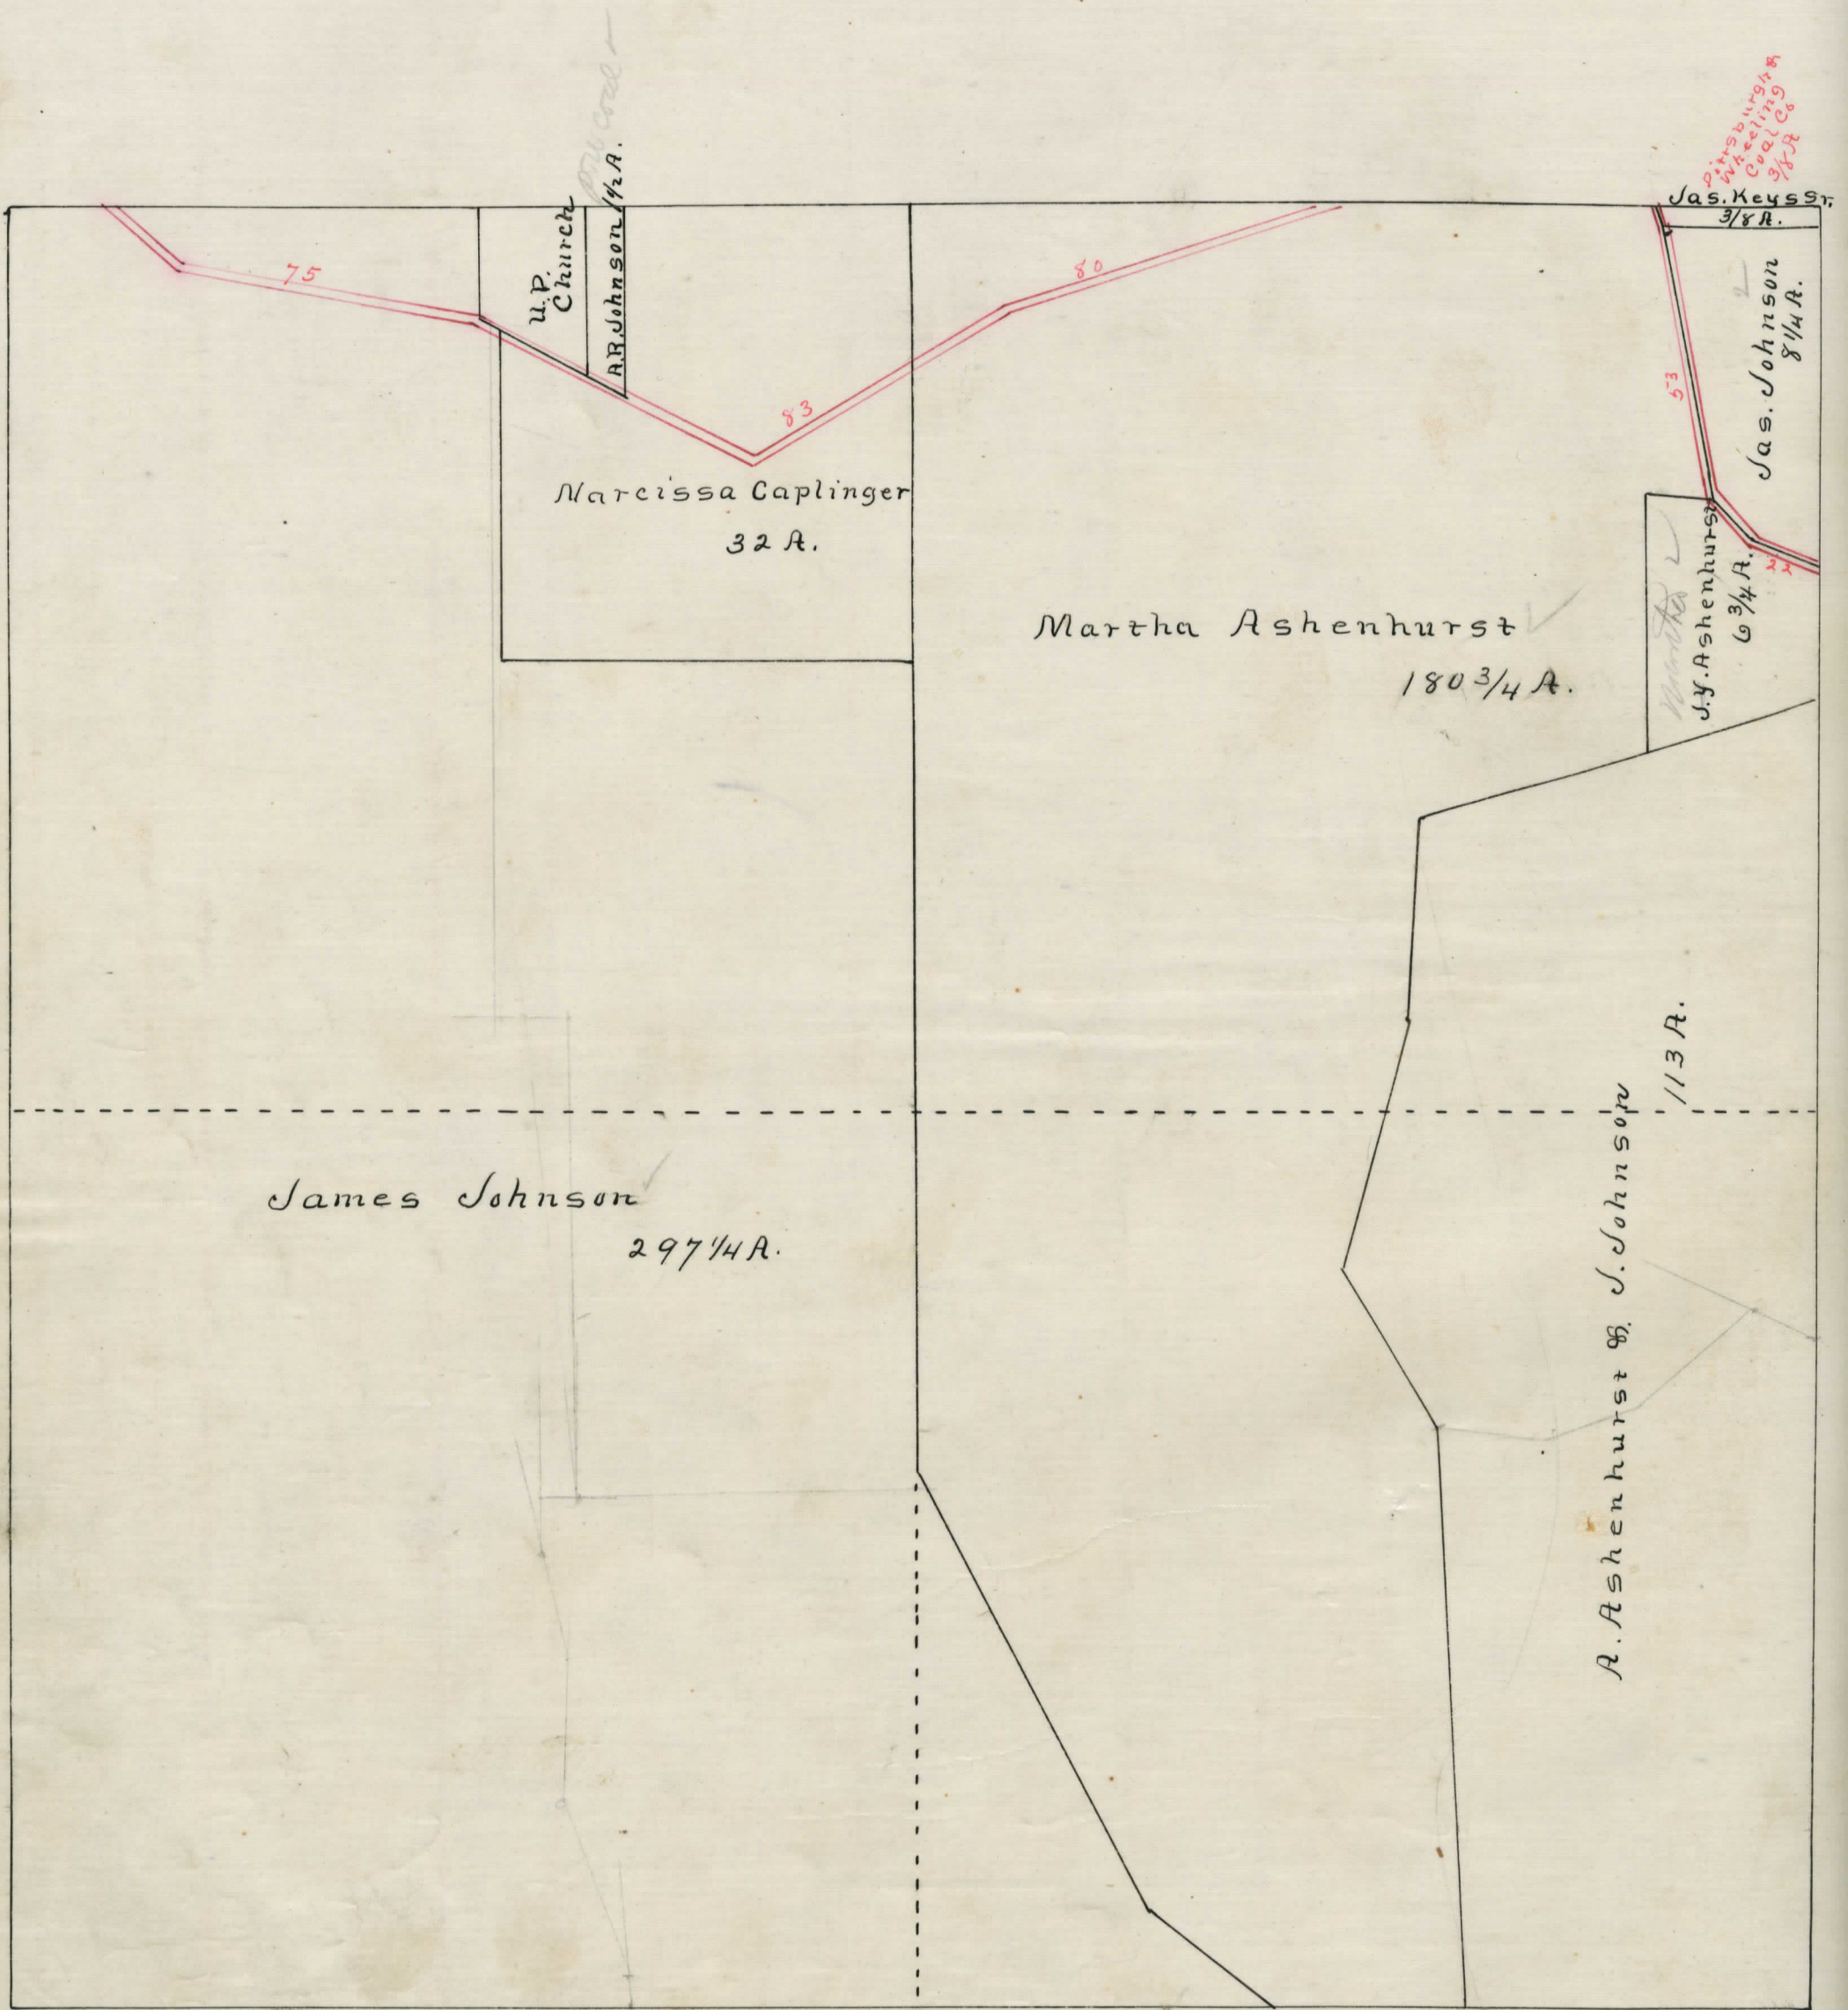 Pittsburgh &
Wheeling
Coal Co
3/8 A
Jas. Keys Sr.
3/8 A.
U.P.
Church
A.R. Johnson 1 1/2 A.
75
80
83
53
22
Jas. Johnson
8 1/4 A.
Narcissa Caplinger
32 A.
J.Y. Ashenhurst
6 3/4 A.
Martha Ashenhurst
180 3/4 A.
James Johnson
297 1/4 A.
A. Ashenhurst & J. Johnson
113 A.